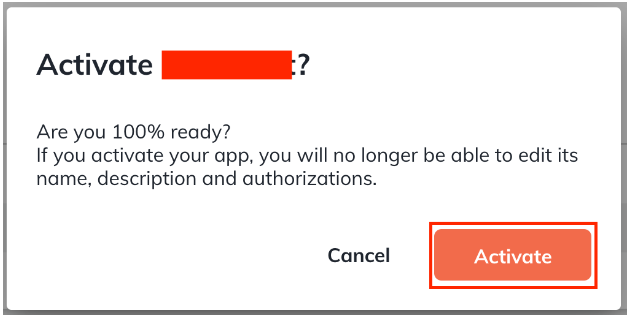 Activate t?
Are you 100% ready?
If you activate your app, you will no longer be able to edit its
name, description and authorizations.
Cancel
Activate